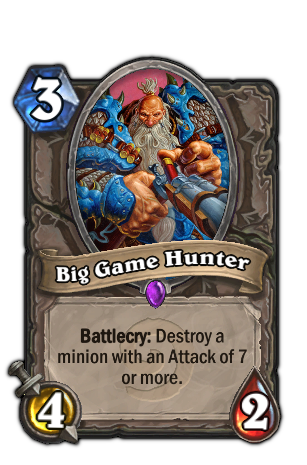 3
Big Game Hunter
Battlecry: Destroy a
minion with an Attack of 7
or more.
4
2